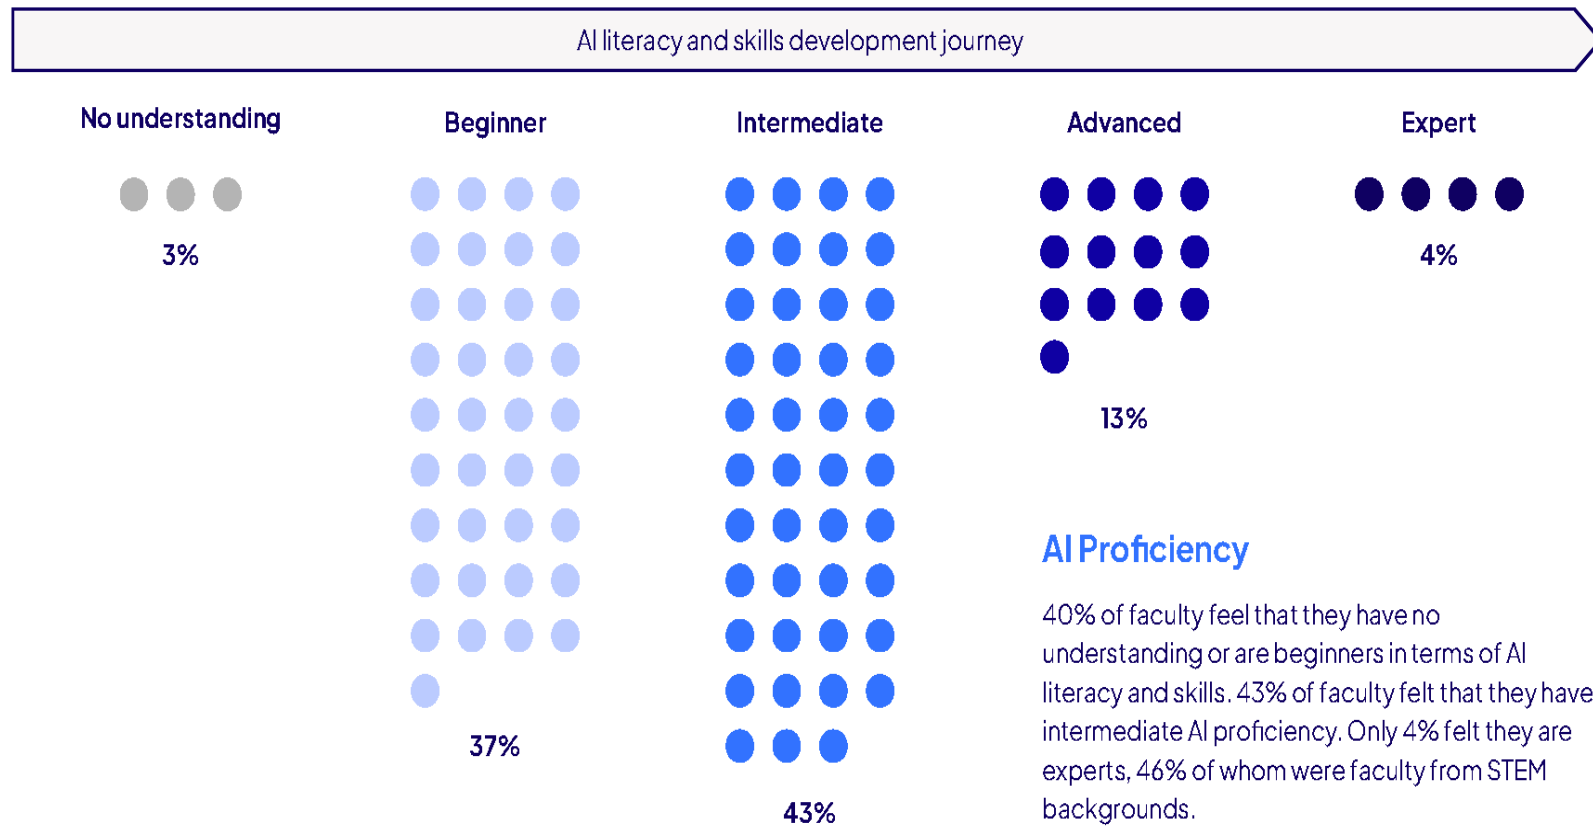 AI literacy and skills development journey
No understanding
Beginner
Intermediate
Advanced
Expert
3%
4%
13%
37%
43%
AI Proficiency
40% of faculty feel that they have no
understanding or are beginners in terms of AI
literacy and skills. 43% of faculty felt that they have
intermediate AI proficiency. Only 4% felt they are
experts, 46% of whom were faculty from STEM
backgrounds.